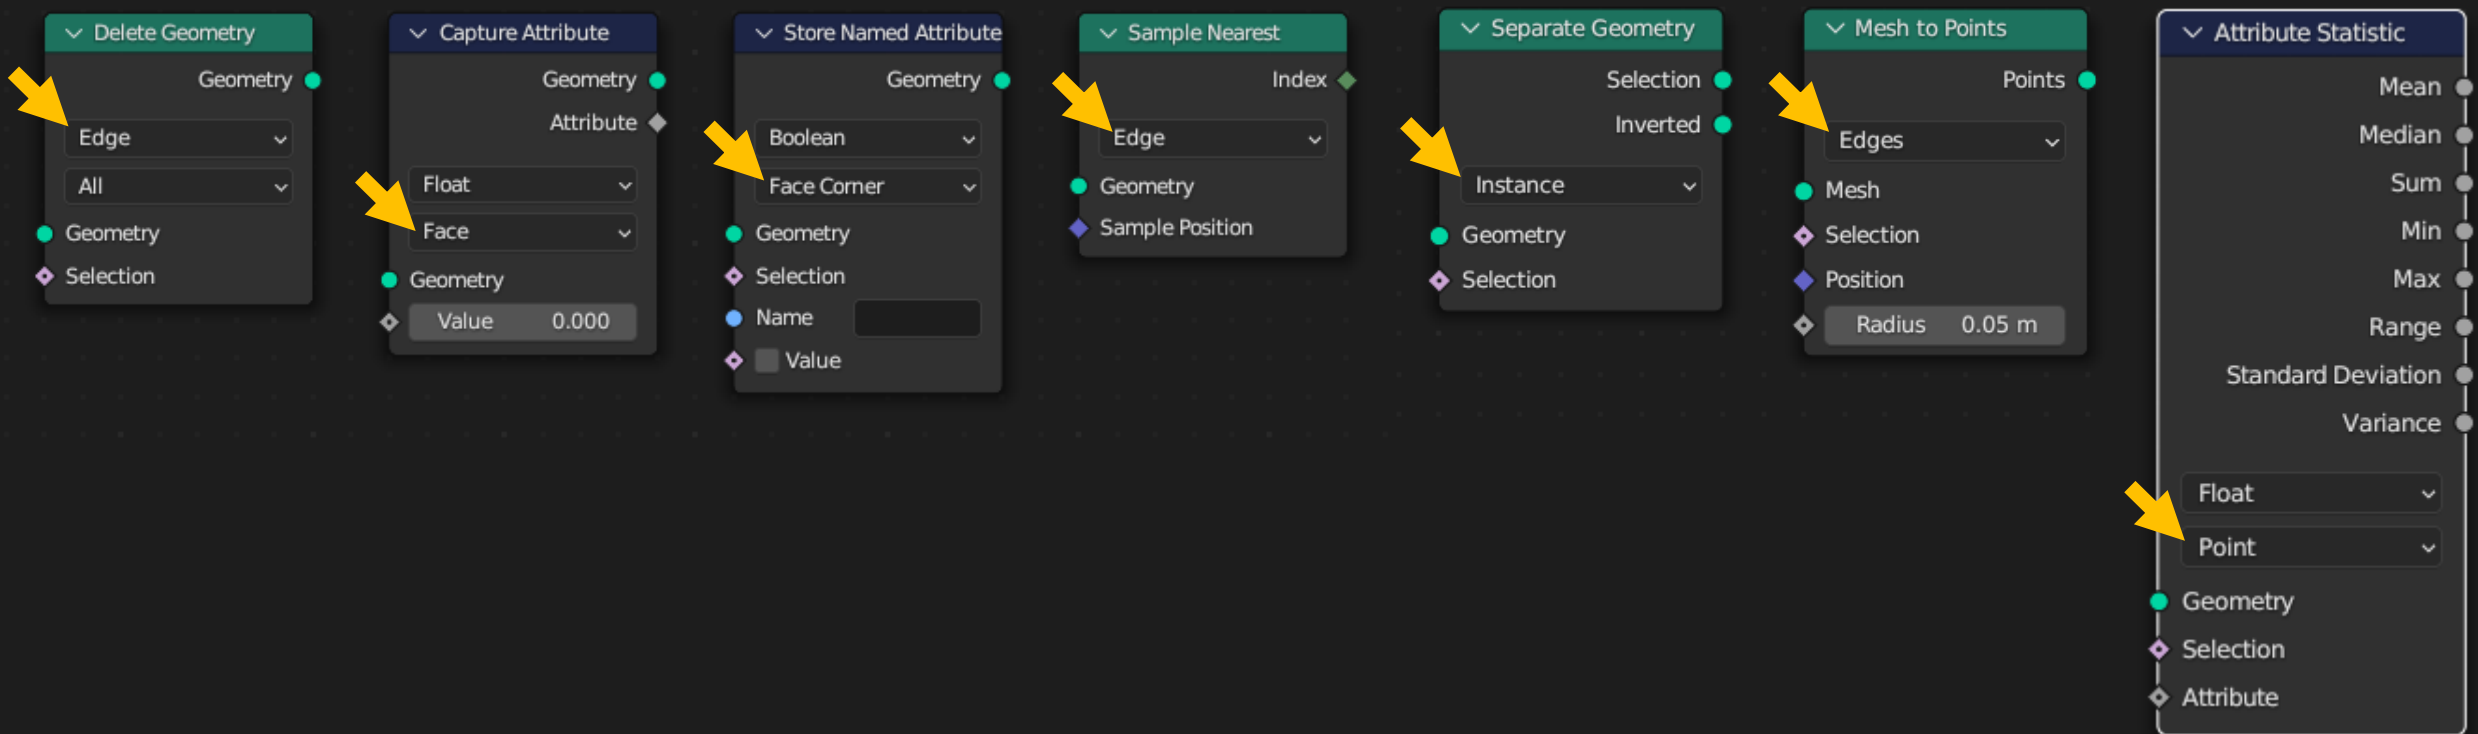 Delete Geometry
Geometry
Edge
All
Geometry
Selection
Capture Attribute
Geometry
Attribute
Float
Face
Geometry
Value 0.000
Store Named Attribute
Geometry
Boolean
Face Corner
Geometry
Selection
Name
Value
Sample Nearest
Index
Edge
Geometry
Sample Position
Separate Geometry
Selection
Inverted
Instance
Geometry
Selection
Mesh to Points
Points
Edges
Mesh
Selection
Position
Radius 0.05 m
Attribute Statistic
Mean
Median
Sum
Min
Max
Range
Standard Deviation
Variance
Float
Point
Geometry
Selection
Attribute